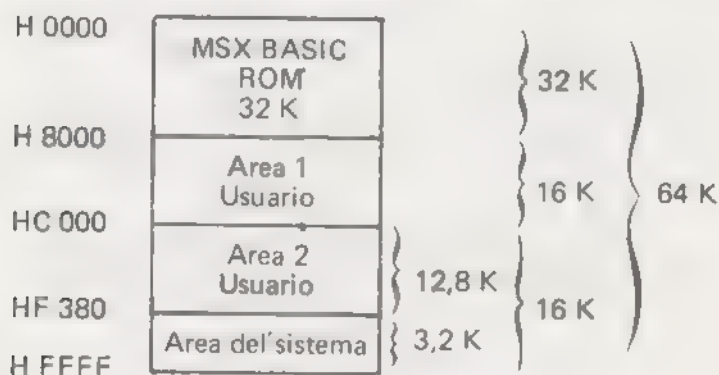 H 0000
MSX BASIC
ROM
32 K
32 K
H 8000
Area 1
Usuario
16 K
64 K
HC 000
Area 2
Usuario
12,8 K
16 K
HF 380
Area del sistema
3,2 K
H FFFF